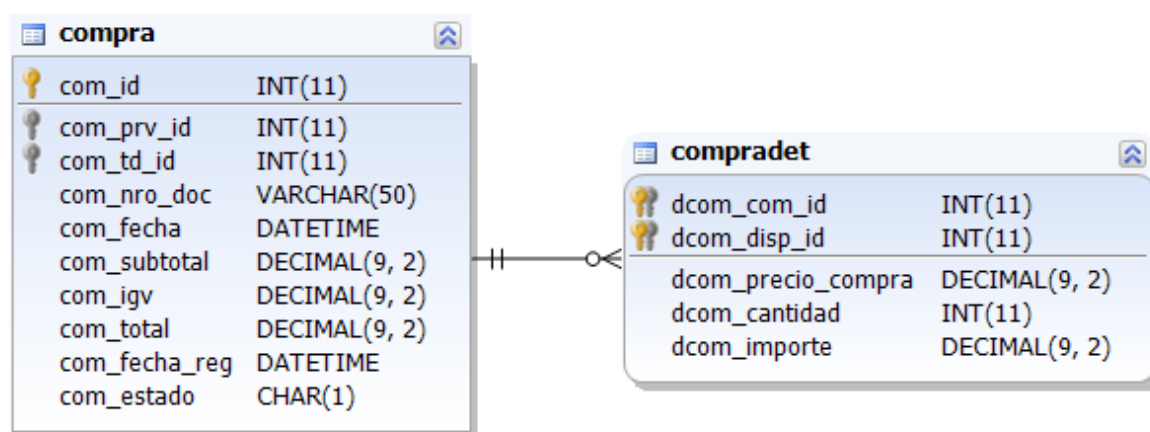 compra
com_id INT(11)
com_prv_id INT(11)
com_td_id INT(11)
com_nro_doc VARCHAR(50)
com_fecha DATETIME
com_subtotal DECIMAL(9, 2)
com_igv DECIMAL(9, 2)
com_total DECIMAL(9, 2)
com_fecha_reg DATETIME
com_estado CHAR(1)
compradet
dcom_com_id INT(11)
dcom_disp_id INT(11)
dcom_precio_compra DECIMAL(9, 2)
dcom_cantidad INT(11)
dcom_importe DECIMAL(9, 2)